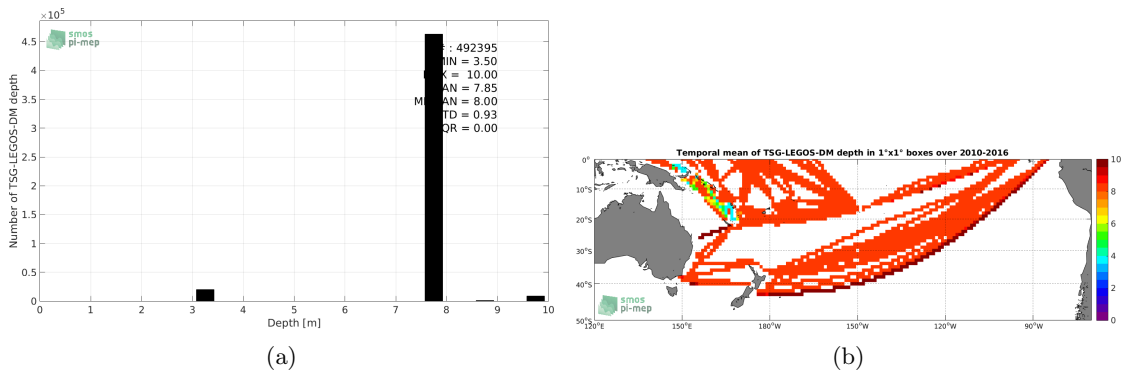 ×10⁵
smos
pi-mep
4.5
4
3.5
3
2.5
2
1.5
1
0.5
0
Number of TSG-LEGOS-DM depth
: 492395
MIN = 3.50
X = 10.00
AN = 7.85
AN = 8.00
TD = 0.93
QR = 0.00
0 1 2 3 4 5 6 7 8 9 10
Depth [m]
(a)
Temporal mean of TSG-LEGOS-DM depth in 1°x1° boxes over 2010-2016
0°
10°S
20°S
30°S
40°S
50°S
120°E 150°E 180°W 150°W 120°W 90°W
smos
pi-mep
10
8
6
4
2
0
(b)